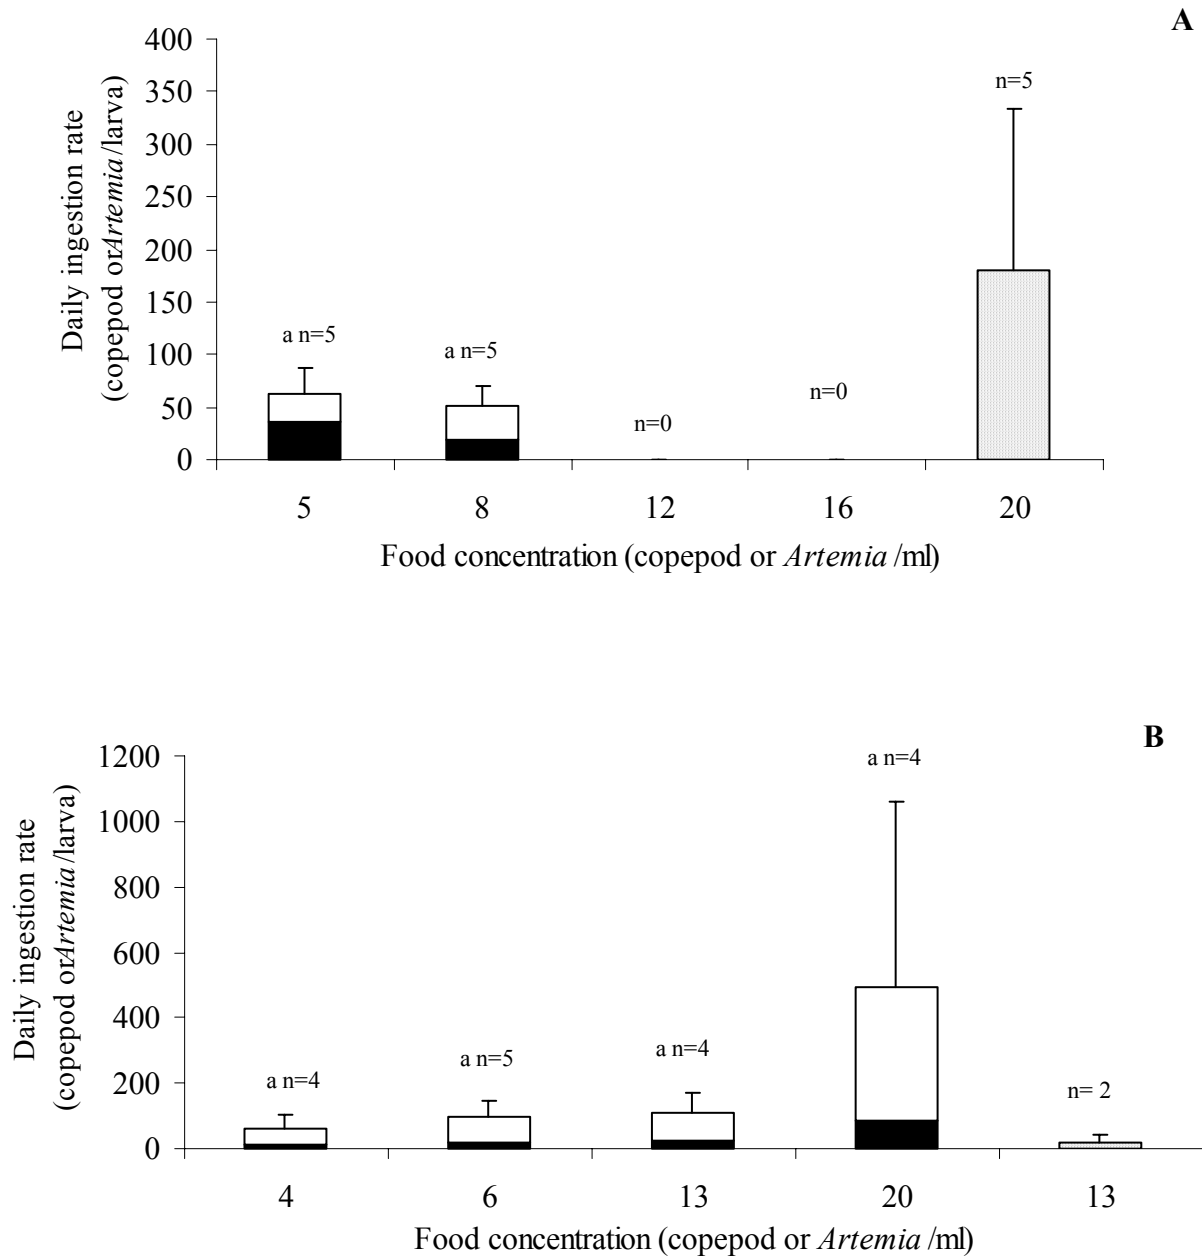 A
400
350
300
250
200
150
100
50
0
Daily ingestion rate
(copepod orArtemia/larva)
a n=5
a n=5
n=0
n=0
n=5
5 8 12 16 20
Food concentration (copepod or Artemia /ml)
B
1200
1000
800
600
400
200
0
Daily ingestion rate
(copepod orArtemia/larva)
a n=4
a n=5
a n=4
a n=4
n= 2
4 6 13 20 13
Food concentration (copepod or Artemia /ml)